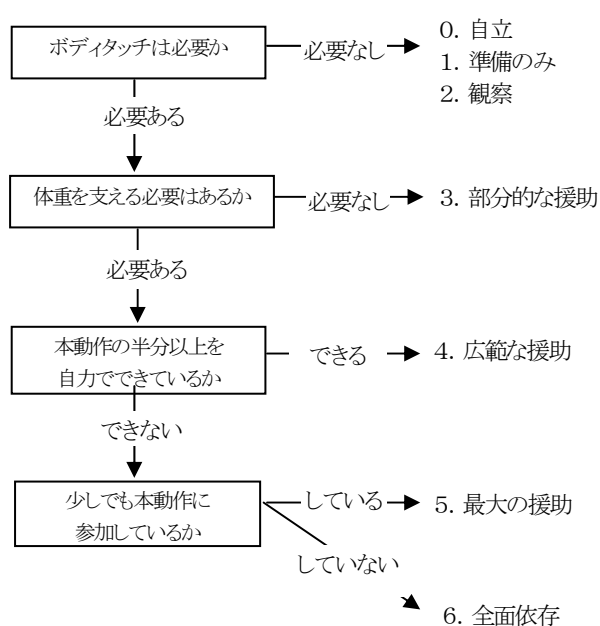 ボディタッチは必要か
必要なし
0. 自立
1. 準備のみ
2. 観察
必要ある
体重を支える必要はあるか
必要なし
3. 部分的な援助
必要ある
本動作の半分以上を
自力でできているか
できる
4. 広範な援助
できない
少しでも本動作に
参加しているか
している
5. 最大の援助
していない
6. 全面依存